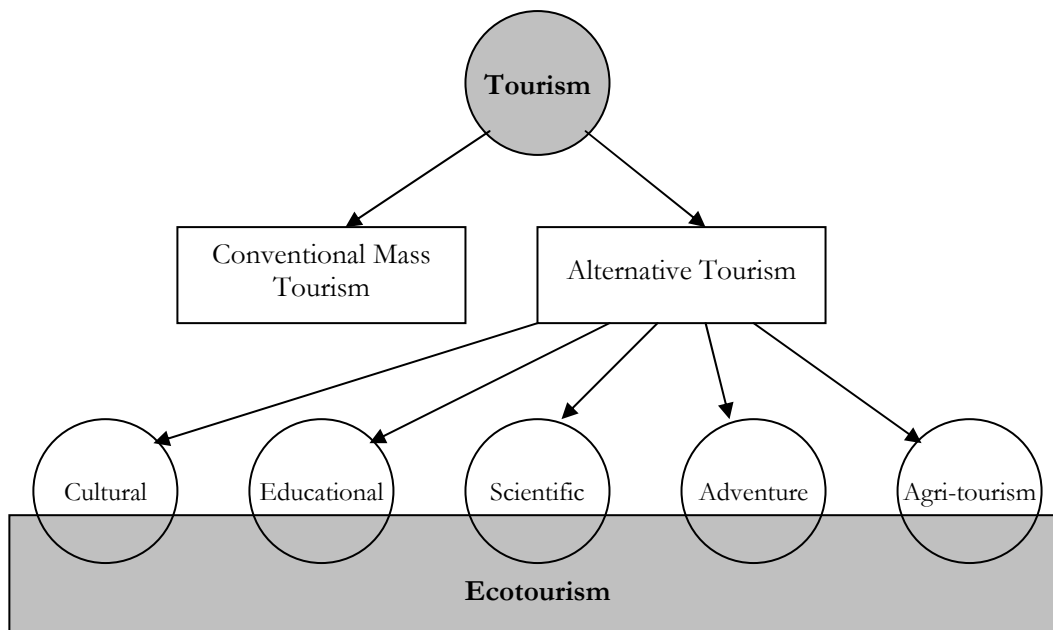 Tourism
Conventional Mass
Tourism
Alternative Tourism
Cultural
Educational
Scientific
Adventure
Agri-tourism
Ecotourism